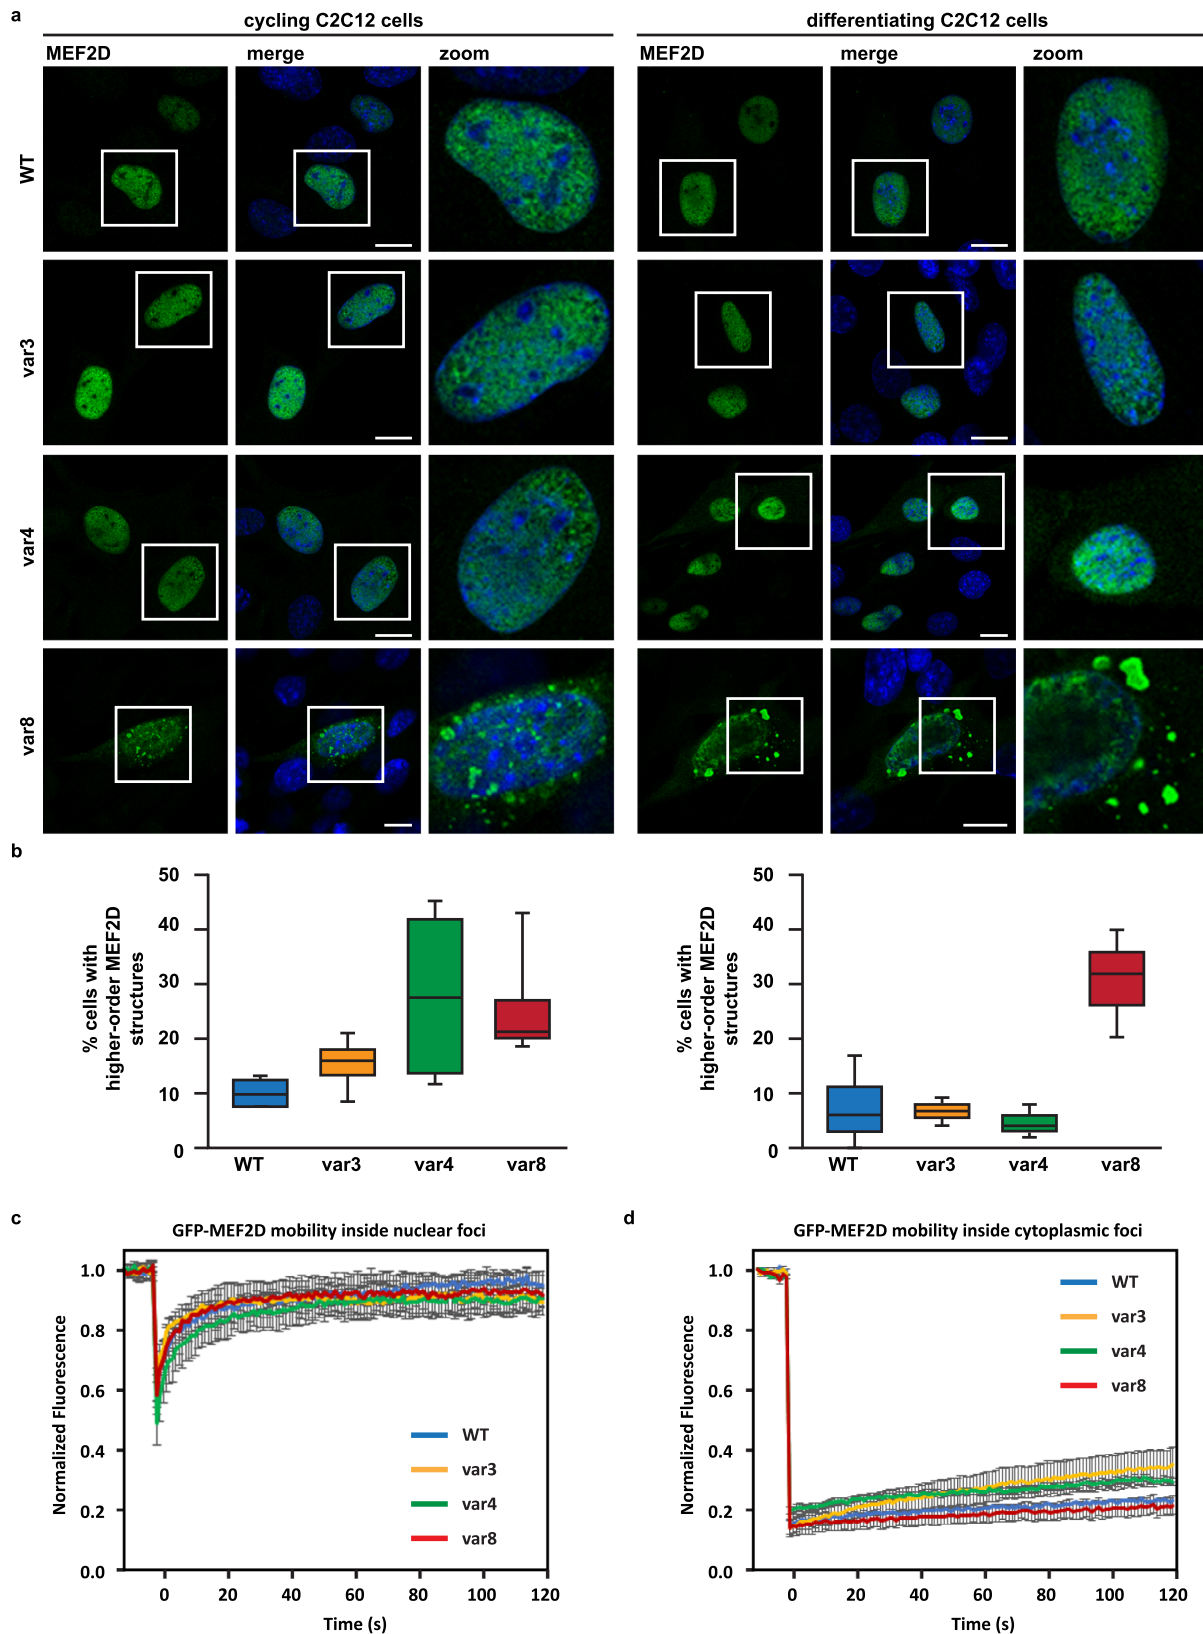 a
cycling C2C12 cells
differentiating C2C12 cells
MEF2D merge zoom
MEF2D merge zoom
WT
var3
var4
var8
b
% cells with
higher-order MEF2D
structures
50
40
30
20
10
0
WT var3 var4 var8
% cells with
higher-order MEF2D
structures
50
40
30
20
10
0
WT var3 var4 var8
c
GFP-MEF2D mobility inside nuclear foci
Normalized Fluorescence
1.0
0.8
0.6
0.4
0.2
0.0
WT
var3
var4
var8
0 20 40 60 80 100 120
Time (s)
d
GFP-MEF2D mobility inside cytoplasmic foci
Normalized Fluorescence
1.0
0.8
0.6
0.4
0.2
0.0
WT
var3
var4
var8
0 20 40 60 80 100 120
Time (s)